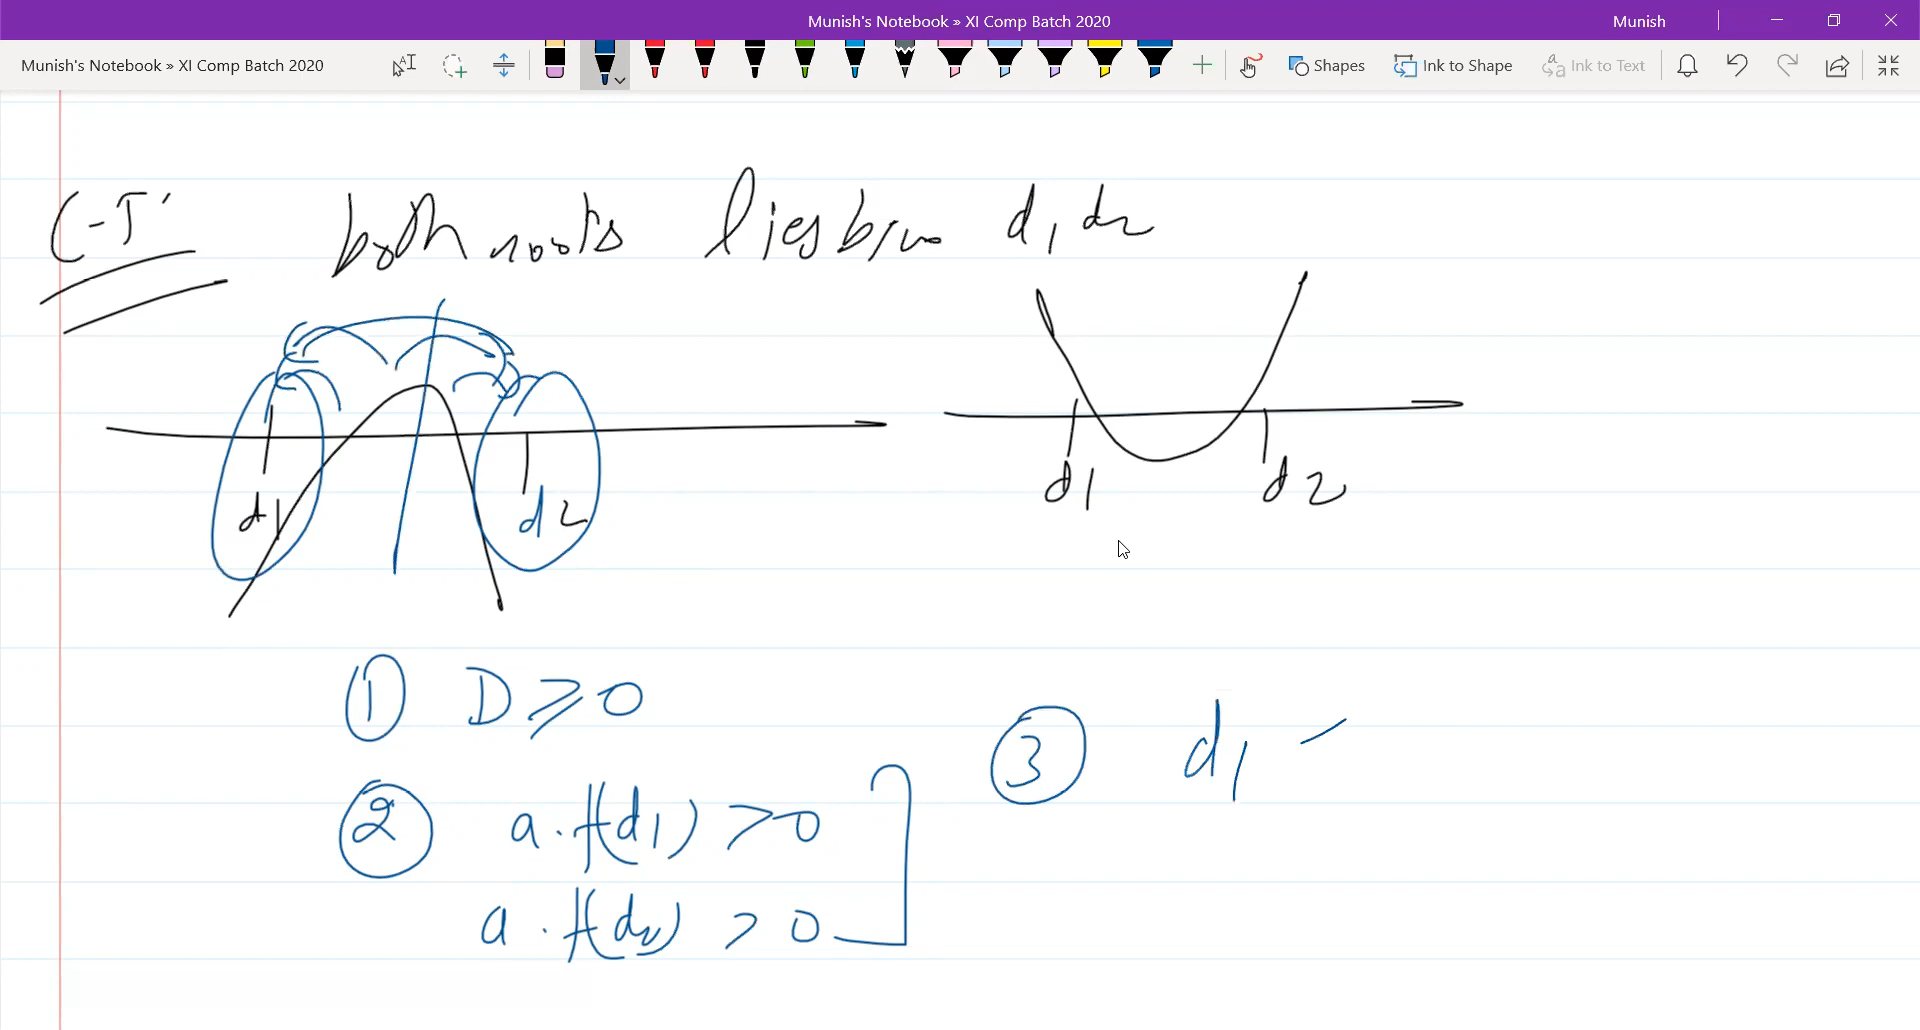 Munish's Notebook » XI Comp Batch 2020
Munish
Munish's Notebook » XI Comp Batch 2020
Shapes
Ink to Shape
Ink to Text
C-I'
both roots lies b/w d1 d2
d1
d2
d1
d2
① D ⩾ 0
② a. f(d1) > 0
a. f(d2) > 0
③ d1